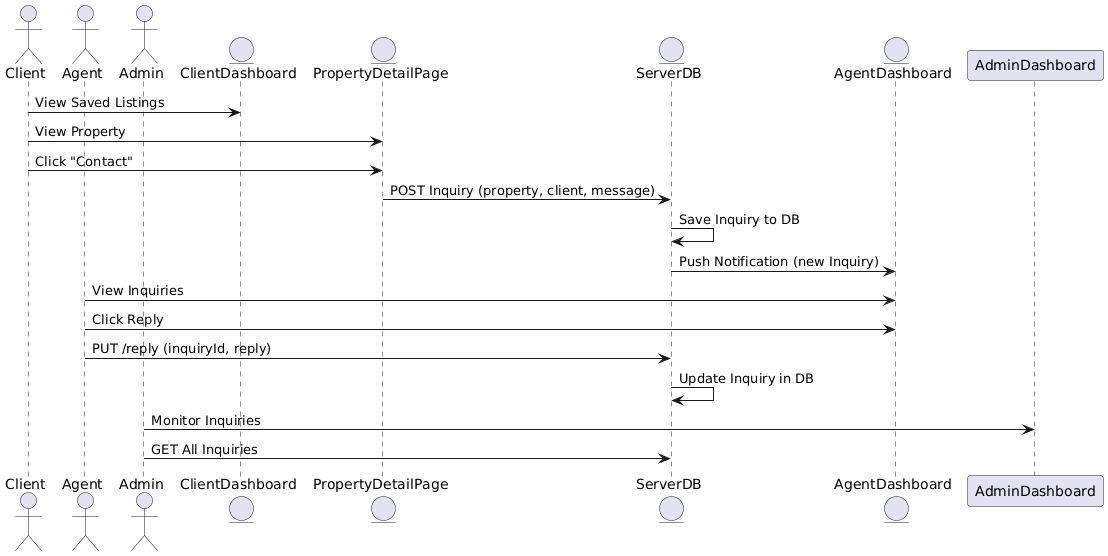 Client Agent Admin ClientDashboard PropertyDetailPage ServerDB AgentDashboard AdminDashboard
View Saved Listings
View Property
Click "Contact"
POST Inquiry (property, client, message)
Save Inquiry to DB
Push Notification (new Inquiry)
View Inquiries
Click Reply
PUT /reply (inquiryId, reply)
Update Inquiry in DB
Monitor Inquiries
GET All Inquiries
Client Agent Admin ClientDashboard PropertyDetailPage ServerDB AgentDashboard AdminDashboard